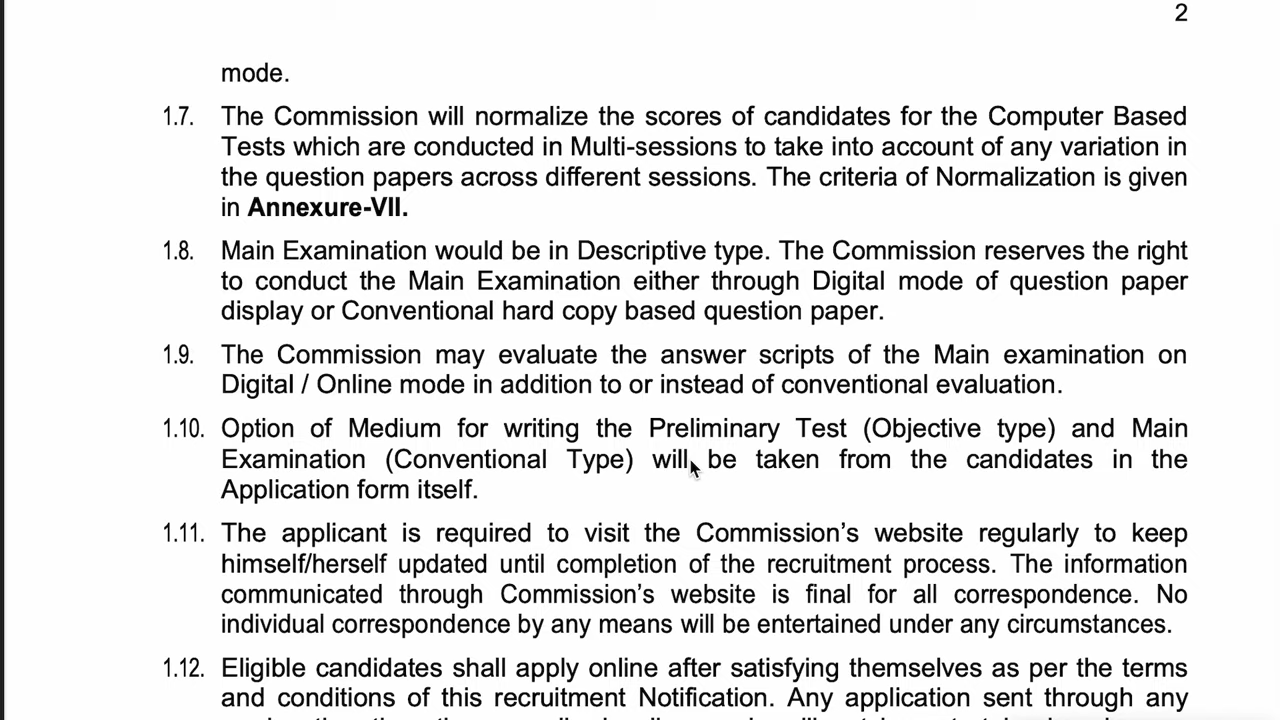 2
mode.
1.7. The Commission will normalize the scores of candidates for the Computer Based
Tests which are conducted in Multi-sessions to take into account of any variation in
the question papers across different sessions. The criteria of Normalization is given
in Annexure-VII.
1.8. Main Examination would be in Descriptive type. The Commission reserves the right
to conduct the Main Examination either through Digital mode of question paper
display or Conventional hard copy based question paper.
1.9. The Commission may evaluate the answer scripts of the Main examination on
Digital / Online mode in addition to or instead of conventional evaluation.
1.10. Option of Medium for writing the Preliminary Test (Objective type) and Main
Examination (Conventional Type) will be taken from the candidates in the
Application form itself.
1.11. The applicant is required to visit the Commission's website regularly to keep
himself/herself updated until completion of the recruitment process. The information
communicated through Commission's website is final for all correspondence. No
individual correspondence by any means will be entertained under any circumstances.
1.12. Eligible candidates shall apply online after satisfying themselves as per the terms
and conditions of this recruitment Notification. Any application sent through any